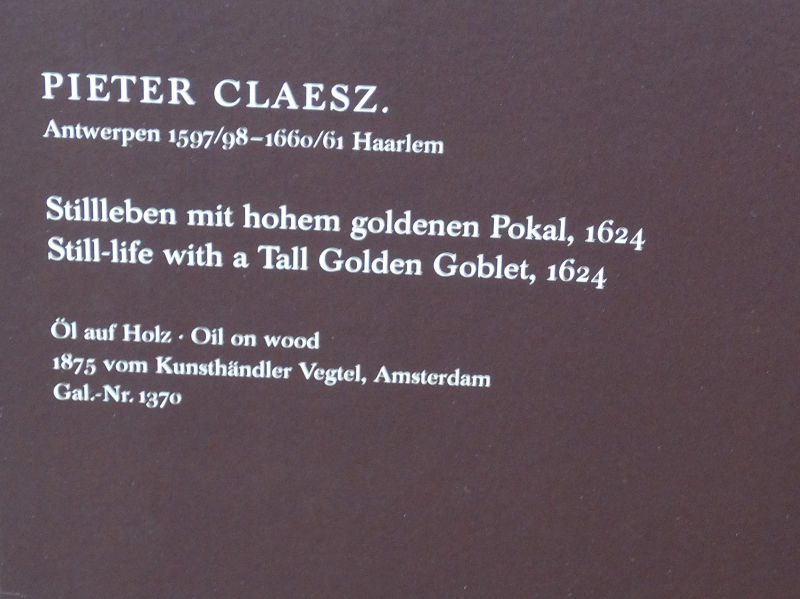 PIETER CLAESZ.
Antwerpen 1597/98–1660/61 Haarlem
Stillleben mit hohem goldenen Pokal, 1624
Still-life with a Tall Golden Goblet, 1624
Öl auf Holz · Oil on wood
1875 vom Kunsthändler Vegtel, Amsterdam
Gal.-Nr. 1370